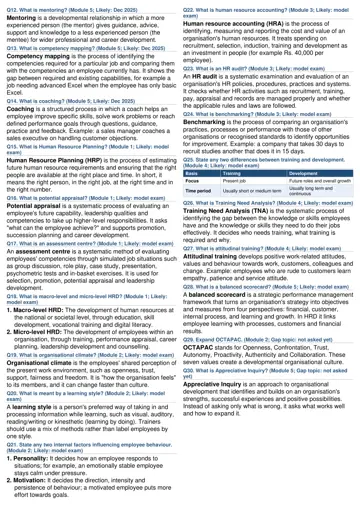 Q12. What is mentoring? (Module 5; Likely: Dec 2025)
Mentoring is a developmental relationship in which a more
experienced person (the mentor) gives guidance, advice,
support and knowledge to a less experienced person (the
mentee) for wider professional and career development.
Q13. What is competency mapping? (Module 5; Likely: Dec 2025)
Competency mapping is the process of identifying the
competencies required for a particular job and comparing them
with the competencies an employee currently has. It shows the
gap between required and existing capabilities, for example a
job needing advanced Excel when the employee has only basic
Excel.
Q14. What is coaching? (Module 5; Likely: Dec 2025)
Coaching is a structured process in which a coach helps an
employee improve specific skills, solve work problems or reach
defined performance goals through questions, guidance,
practice and feedback. Example: a sales manager coaches a
sales executive on handling customer objections.
Q15. What is Human Resource Planning? (Module 1; Likely: model
exam)
Human Resource Planning (HRP) is the process of estimating
future human resource requirements and ensuring that the right
people are available at the right place and time. In short, it
means the right person, in the right job, at the right time and in
the right number.
Q16. What is potential appraisal? (Module 1; Likely: model exam)
Potential appraisal is a systematic process of evaluating an
employee's future capability, leadership qualities and
competencies to take up higher-level responsibilities. It asks
"what can the employee achieve?" and supports promotion,
succession planning and career development.
Q17. What is an assessment centre? (Module 1; Likely: model exam)
An assessment centre is a systematic method of evaluating
employees' competencies through simulated job situations such
as group discussion, role play, case study, presentation,
psychometric tests and in-basket exercises. It is used for
selection, promotion, potential appraisal and leadership
development.
Q18. What is macro-level and micro-level HRD? (Module 1; Likely:
model exam)
1. Macro-level HRD: The development of human resources at
the national or societal level, through education, skill
development, vocational training and digital literacy.
2. Micro-level HRD: The development of employees within an
organisation, through training, performance appraisal, career
planning, leadership development and counselling.
Q19. What is organisational climate? (Module 2; Likely: model exam)
Organisational climate is the employees' shared perception of
the present work environment, such as openness, trust,
support, fairness and freedom. It is "how the organisation feels"
to its members, and it can change faster than culture.
Q20. What is meant by a learning style? (Module 2; Likely: model
exam)
A learning style is a person's preferred way of taking in and
processing information while learning, such as visual, auditory,
reading/writing or kinesthetic (learning by doing). Trainers
should use a mix of methods rather than label employees by
one style.
Q21. State any two internal factors influencing employee behaviour.
(Module 2; Likely: model exam)
1. Personality: It decides how an employee responds to
situations; for example, an emotionally stable employee
stays calm under pressure.
2. Motivation: It decides the direction, intensity and
persistence of behaviour; a motivated employee puts more
effort towards goals.
Q22. What is human resource accounting? (Module 3; Likely: model
exam)
Human resource accounting (HRA) is the process of
identifying, measuring and reporting the cost and value of an
organisation's human resources. It treats spending on
recruitment, selection, induction, training and development as
an investment in people (for example Rs. 40,000 per
employee).
Q23. What is an HR audit? (Module 3; Likely: model exam)
An HR audit is a systematic examination and evaluation of an
organisation's HR policies, procedures, practices and systems.
It checks whether HR activities such as recruitment, training,
pay, appraisal and records are managed properly and whether
the applicable rules and laws are followed.
Q24. What is benchmarking? (Module 5; Likely: model exam)
Benchmarking is the process of comparing an organisation's
practices, processes or performance with those of other
organisations or recognised standards to identify opportunities
for improvement. Example: a company that takes 30 days to
recruit studies another that does it in 15 days.
Q25. State any two differences between training and development.
(Module 4; Likely: model exam)
Basis Training Development
Focus Present job Future roles and overall growth
Time period Usually short or medium term Usually long term and continuous
Q26. What is Training Need Analysis? (Module 4; Likely: model exam)
Training Need Analysis (TNA) is the systematic process of
identifying the gap between the knowledge or skills employees
have and the knowledge or skills they need to do their jobs
effectively. It decides who needs training, what training is
required and why.
Q27. What is attitudinal training? (Module 4; Likely: model exam)
Attitudinal training develops positive work-related attitudes,
values and behaviour towards work, customers, colleagues and
change. Example: employees who are rude to customers learn
empathy, patience and service attitude.
Q28. What is a balanced scorecard? (Module 5; Likely: model exam)
A balanced scorecard is a strategic performance management
framework that turns an organisation's strategy into objectives
and measures from four perspectives: financial, customer,
internal process, and learning and growth. In HRD it links
employee learning with processes, customers and financial
results.
Q29. Expand OCTAPAC. (Module 5; Gap topic: not asked yet)
OCTAPAC stands for Openness, Confrontation, Trust,
Autonomy, Proactivity, Authenticity and Collaboration. These
seven values create a developmental organisational culture.
Q30. What is Appreciative Inquiry? (Module 5; Gap topic: not asked
yet)
Appreciative Inquiry is an approach to organisational
development that identifies and builds on an organisation's
strengths, successful experiences and positive possibilities.
Instead of asking only what is wrong, it asks what works well
and how to expand it.